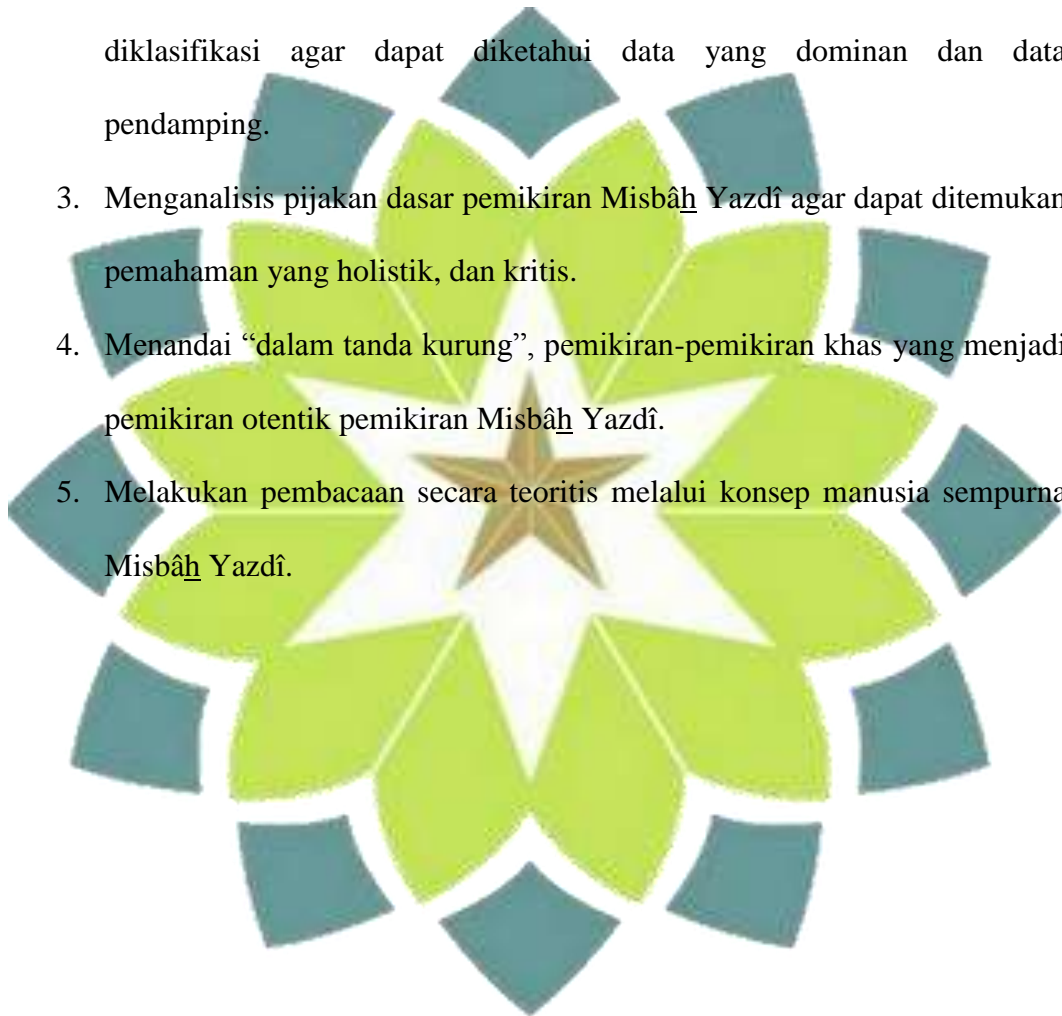 diklasifikasi agar dapat diketahui data yang dominan dan data
pendamping.
3. Menganalisis pijakan dasar pemikiran Misbâẖ Yazdî agar dapat ditemukan
pemahaman yang holistik, dan kritis.
4. Menandai “dalam tanda kurung”, pemikiran-pemikiran khas yang menjadi
pemikiran otentik pemikiran Misbâẖ Yazdî.
5. Melakukan pembacaan secara teoritis melalui konsep manusia sempurna
Misbâẖ Yazdî.